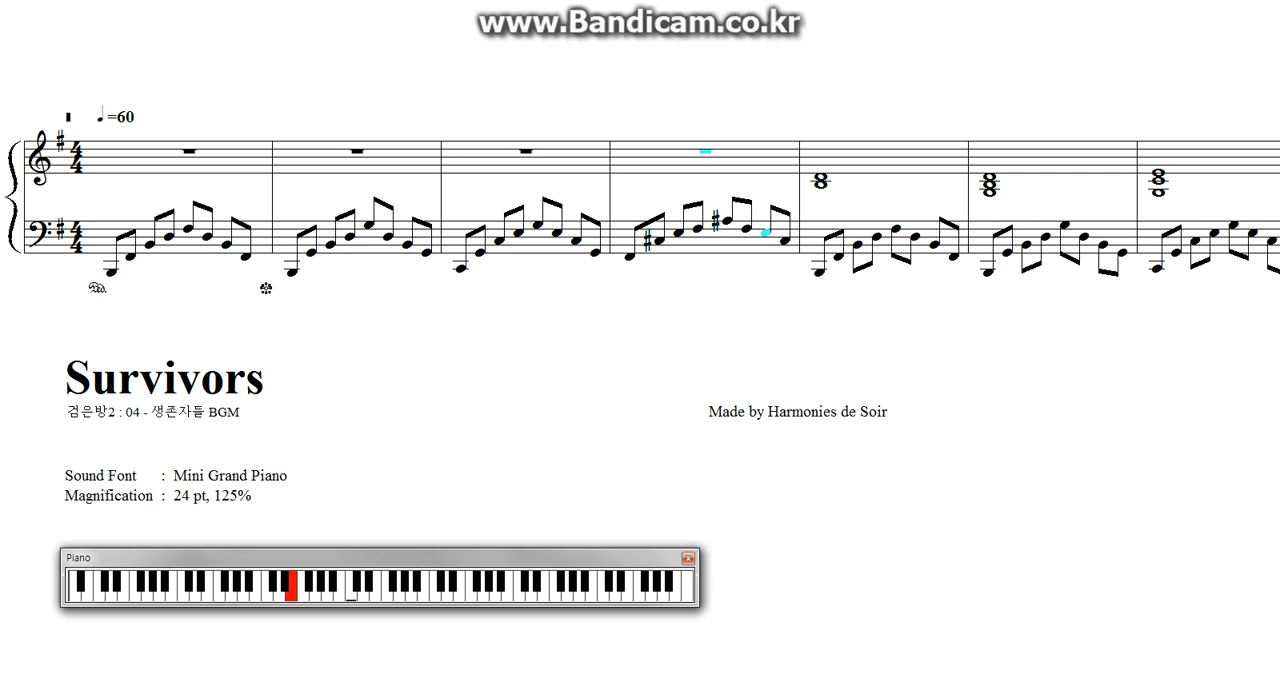 www.Bandicam.co.kr
♩=60
Survivors
검은방2 : 04 - 생존자들 BGM
Made by Harmonies de Soir
Sound Font : Mini Grand Piano
Magnification : 24 pt, 125%
Piano